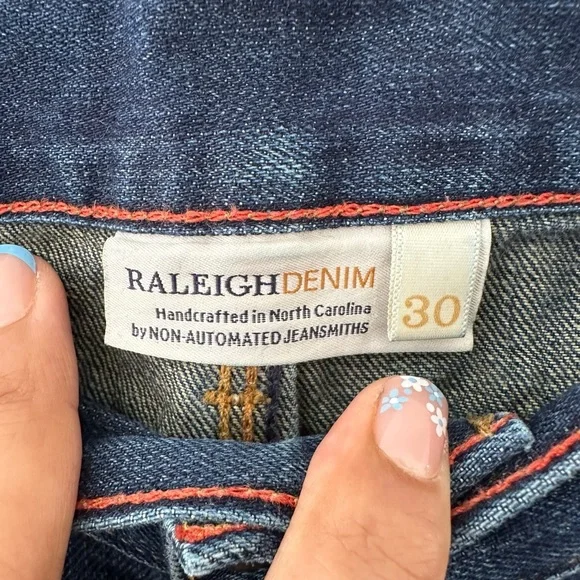 RALEIGHDENIM
Handcrafted in North Carolina
by NON-AUTOMATED JEANSMITHS
30